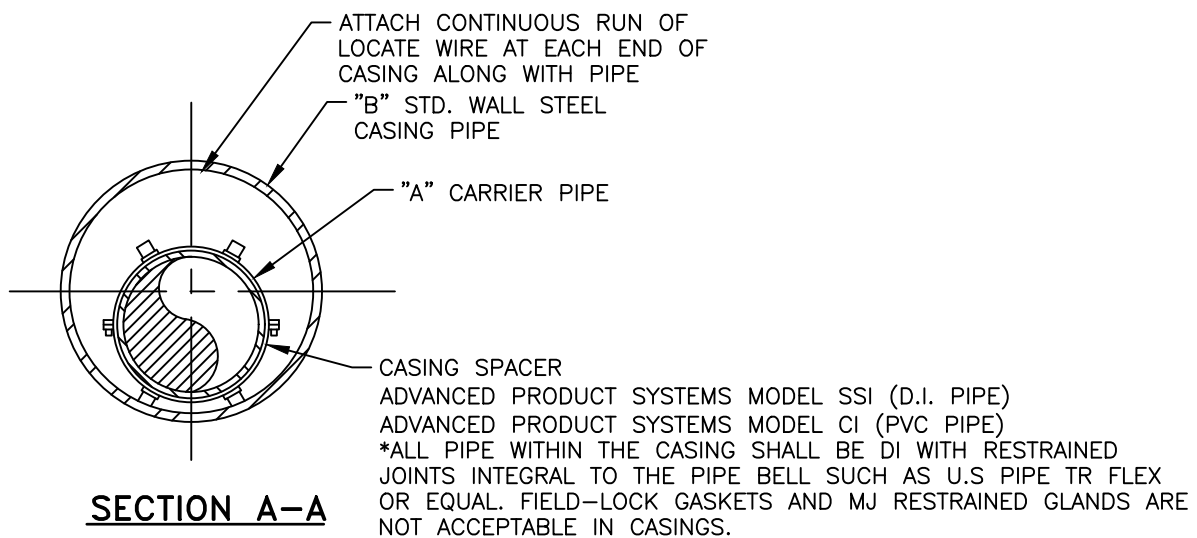 ATTACH CONTINUOUS RUN OF
LOCATE WIRE AT EACH END OF
CASING ALONG WITH PIPE
"B" STD. WALL STEEL
CASING PIPE
"A" CARRIER PIPE
CASING SPACER
ADVANCED PRODUCT SYSTEMS MODEL SSI (D.I. PIPE)
ADVANCED PRODUCT SYSTEMS MODEL CI (PVC PIPE)
*ALL PIPE WITHIN THE CASING SHALL BE DI WITH RESTRAINED
JOINTS INTEGRAL TO THE PIPE BELL SUCH AS U.S PIPE TR FLEX
OR EQUAL. FIELD-LOCK GASKETS AND MJ RESTRAINED GLANDS ARE
NOT ACCEPTABLE IN CASINGS.
SECTION A-A